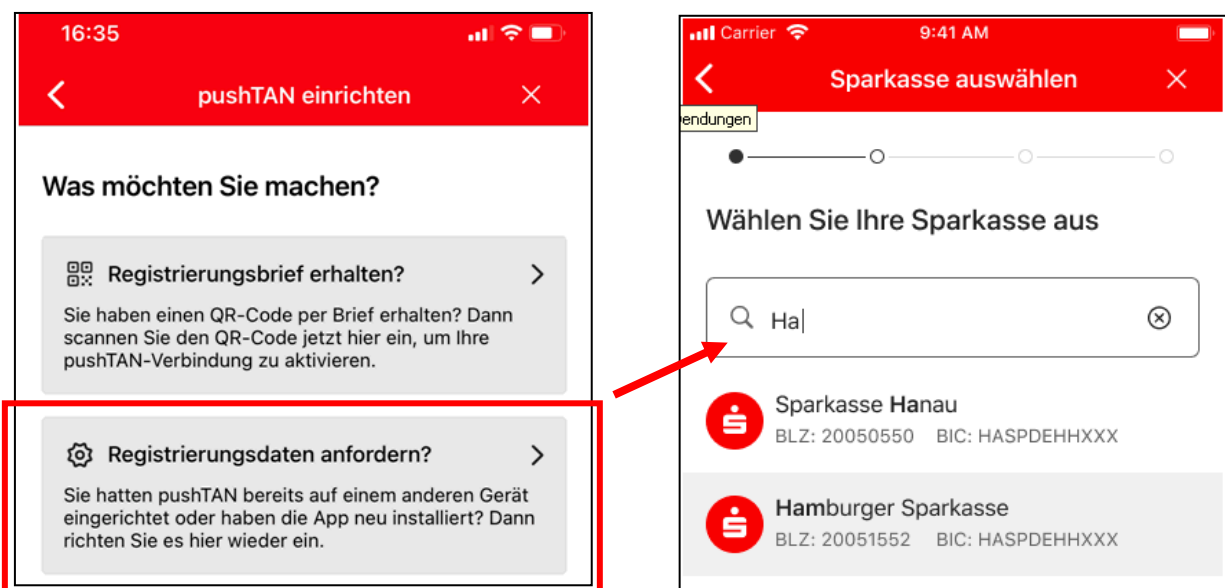 16:35
pushTAN einrichten
Was möchten Sie machen?
Registrierungsbrief erhalten?
Sie haben einen QR-Code per Brief erhalten? Dann
scannen Sie den QR-Code jetzt hier ein, um Ihre
pushTAN-Verbindung zu aktivieren.
Registrierungsdaten anfordern?
Sie hatten pushTAN bereits auf einem anderen Gerät
eingerichtet oder haben die App neu installiert? Dann
richten Sie es hier wieder ein.
Carrier 9:41 AM
Sparkasse auswählen
endungen
Wählen Sie Ihre Sparkasse aus
Ha
Sparkasse Hanau
BLZ: 20050550 BIC: HASPDEHHXXX
Hamburger Sparkasse
BLZ: 20051552 BIC: HASPDEHHXXX